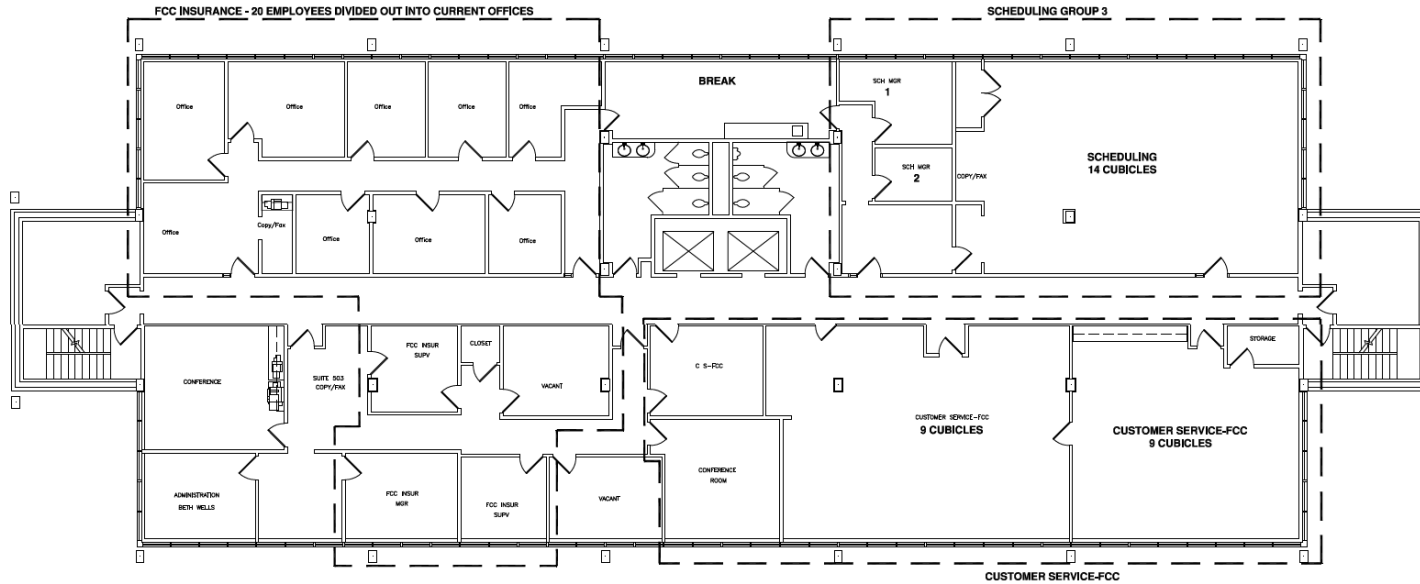 FCC INSURANCE - 20 EMPLOYEES DIVIDED OUT INTO CURRENT OFFICES
SCHEDULING GROUP 3
Office
Office
Office
Office
Office
BREAK
SCH MGR
1
SCHEDULING
14 CUBICLES
SCH MGR
2
COPY/FAX
Office
Copy/Fax
Office
Office
Office
CONFERENCE
SUITE 503
COPY/FAX
FCC INSUR
SUPV
CLOSET
VACANT
C S-FCC
STORAGE
CUSTOMER SERVICE-FCC
9 CUBICLES
CUSTOMER SERVICE-FCC
9 CUBICLES
CONFERENCE
ROOM
ADMINISTRATION
BETH WELLS
FCC INSUR
MGR
FCC INSUR
SUPV
VACANT
CUSTOMER SERVICE-FCC